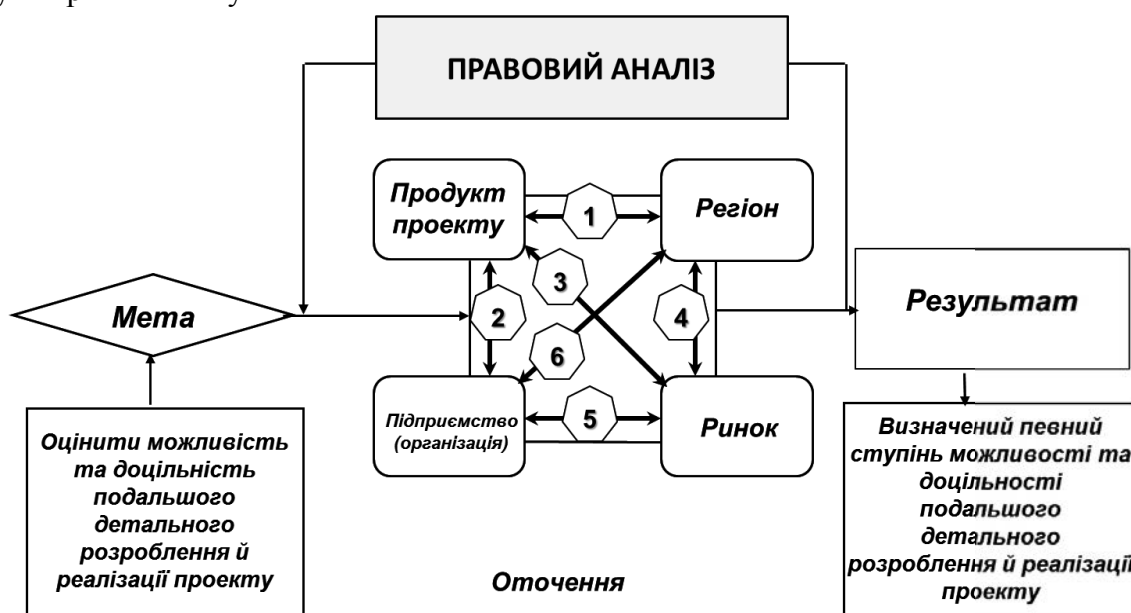 ПРАВОВИЙ АНАЛІЗ
Продукт
проекту
1
Регіон
3
Мета
2
4
Результат
6
Підприємство
(організація)
5
Ринок
Оцінити можливість
та доцільність
подальшого
детального
розроблення й
реалізації проекту
Визначений певний
ступінь можливості та
доцільності
подальшого
детального
розроблення й реалізації
проекту
Оточення